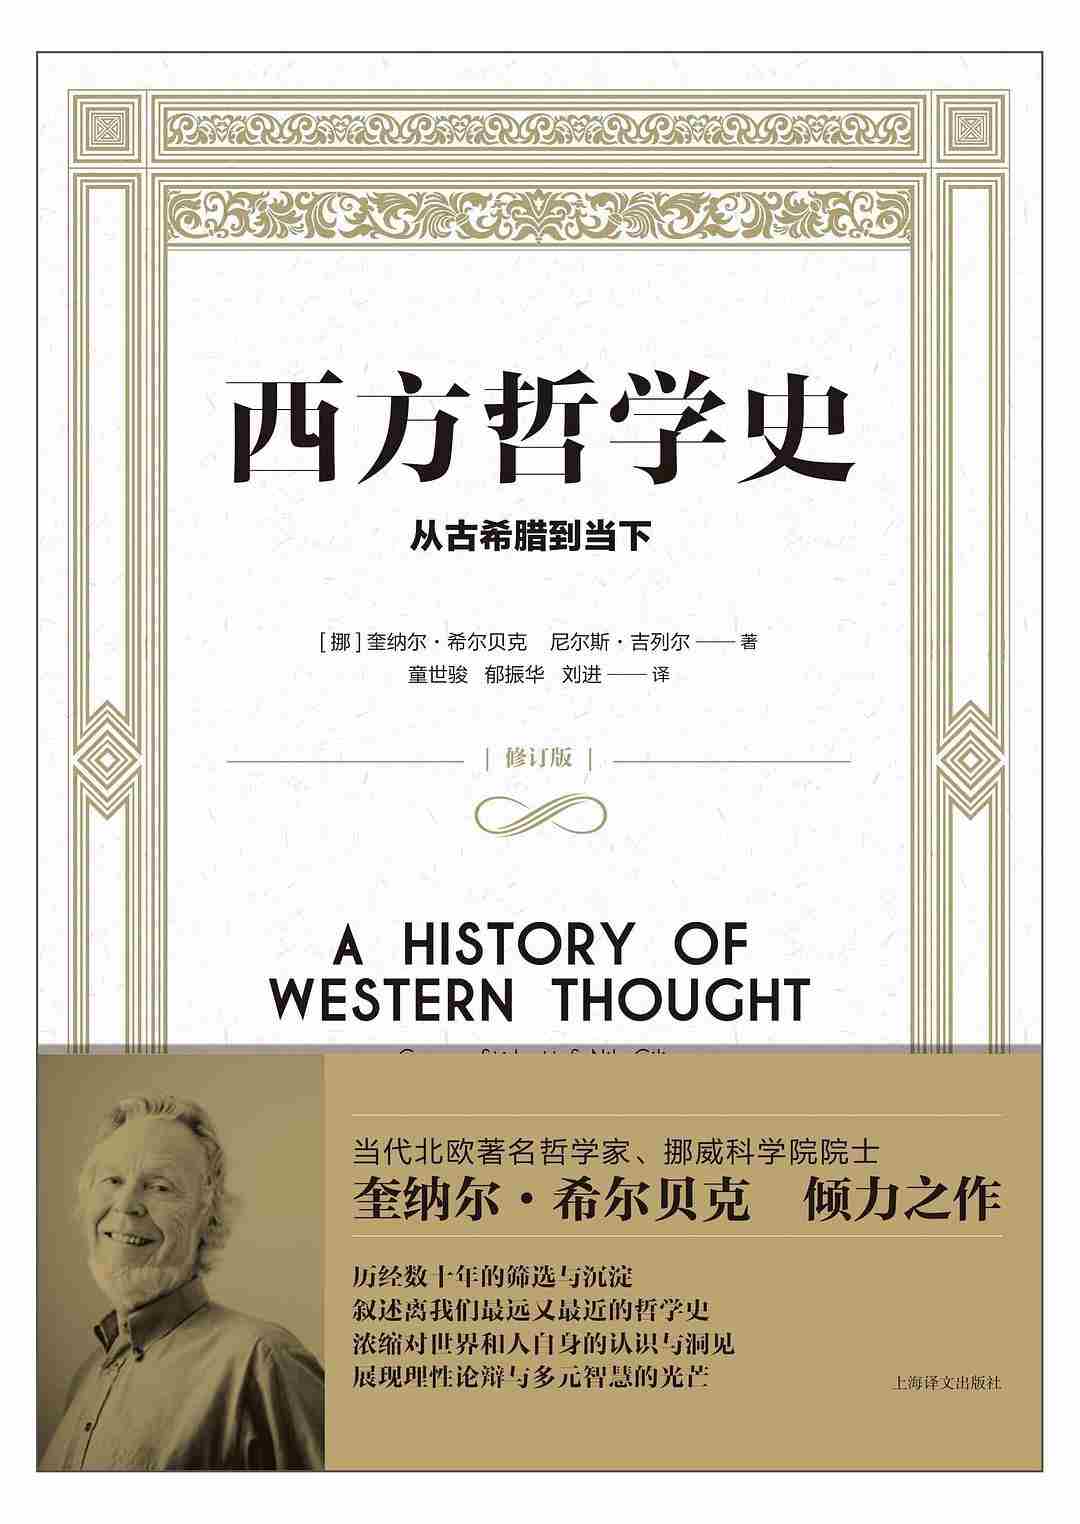 西方哲学史
从古希腊到当下
[挪]奎纳尔·希尔贝克 尼尔斯·吉列尔——著
童世骏 郁振华 刘进——译
|修订版|
A HISTORY OF
WESTERN THOUGHT
当代北欧著名哲学家、挪威科学院院士
奎纳尔·希尔贝克 倾力之作
历经数十年的筛选与沉淀
叙述离我们最远又最近的哲学史
浓缩对世界和人自身的认识与洞见
展现理性论辩与多元智慧的光芒
上海译文出版社